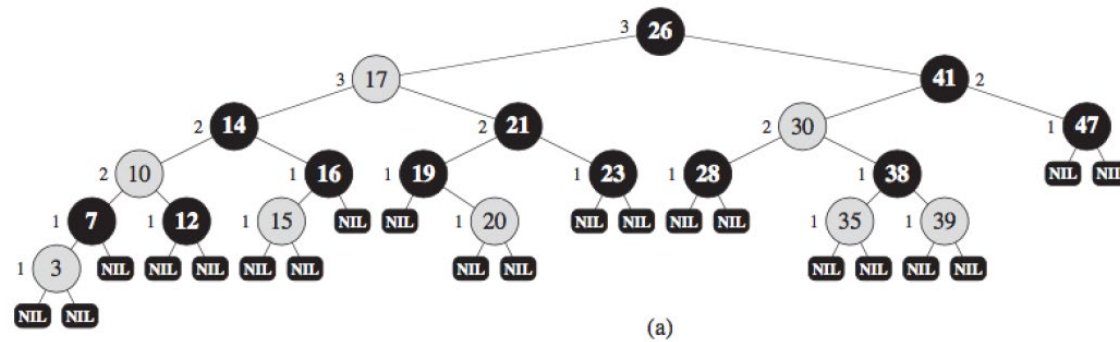 3 26
3 17 41 2
2 14 2 21 2 30 1 47
2 10 1 16 1 19 1 23 1 28 1 38 NIL NIL
1 7 1 12 1 15 NIL NIL 1 20 NIL NIL NIL NIL 1 35 1 39
1 3 NIL NIL NIL NIL NIL NIL NIL NIL NIL NIL NIL NIL
NIL NIL
(a)